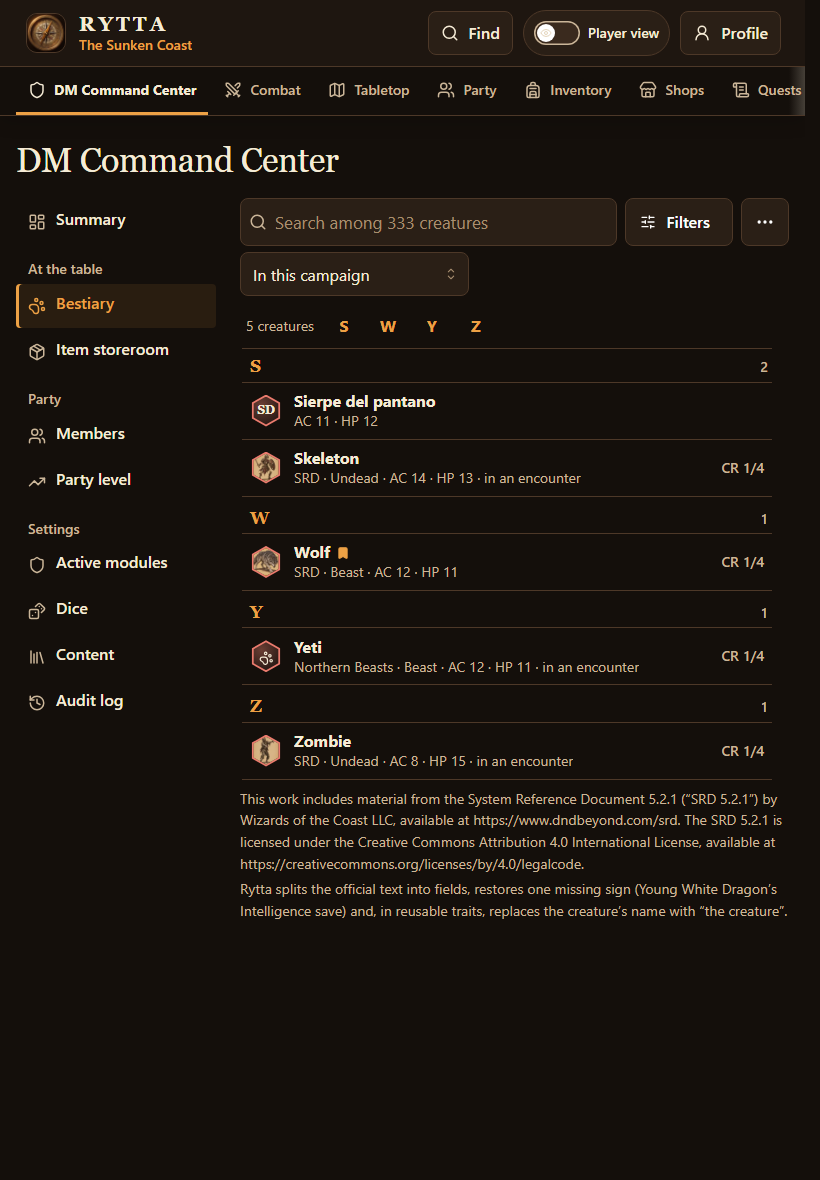 RYTTA
The Sunken Coast
Find
Player view
Profile
DM Command Center
Combat
Tabletop
Party
Inventory
Shops
Quests
DM Command Center
Summary
At the table
Bestiary
Item storeroom
Party
Members
Party level
Settings
Active modules
Dice
Content
Audit log
Search among 333 creatures
Filters
In this campaign
5 creatures S W Y Z
S 2
SD
Sierpe del pantano
AC 11 · HP 12
Skeleton
SRD · Undead · AC 14 · HP 13 · in an encounter
CR 1/4
W 1
Wolf
SRD · Beast · AC 12 · HP 11
CR 1/4
Y 1
Yeti
Northern Beasts · Beast · AC 12 · HP 11 · in an encounter
CR 1/4
Z 1
Zombie
SRD · Undead · AC 8 · HP 15 · in an encounter
CR 1/4
This work includes material from the System Reference Document 5.2.1 (“SRD 5.2.1”) by
Wizards of the Coast LLC, available at https://www.dndbeyond.com/srd. The SRD 5.2.1 is
licensed under the Creative Commons Attribution 4.0 International License, available at
https://creativecommons.org/licenses/by/4.0/legalcode.
Rytta splits the official text into fields, restores one missing sign (Young White Dragon’s
Intelligence save) and, in reusable traits, replaces the creature’s name with “the creature”.